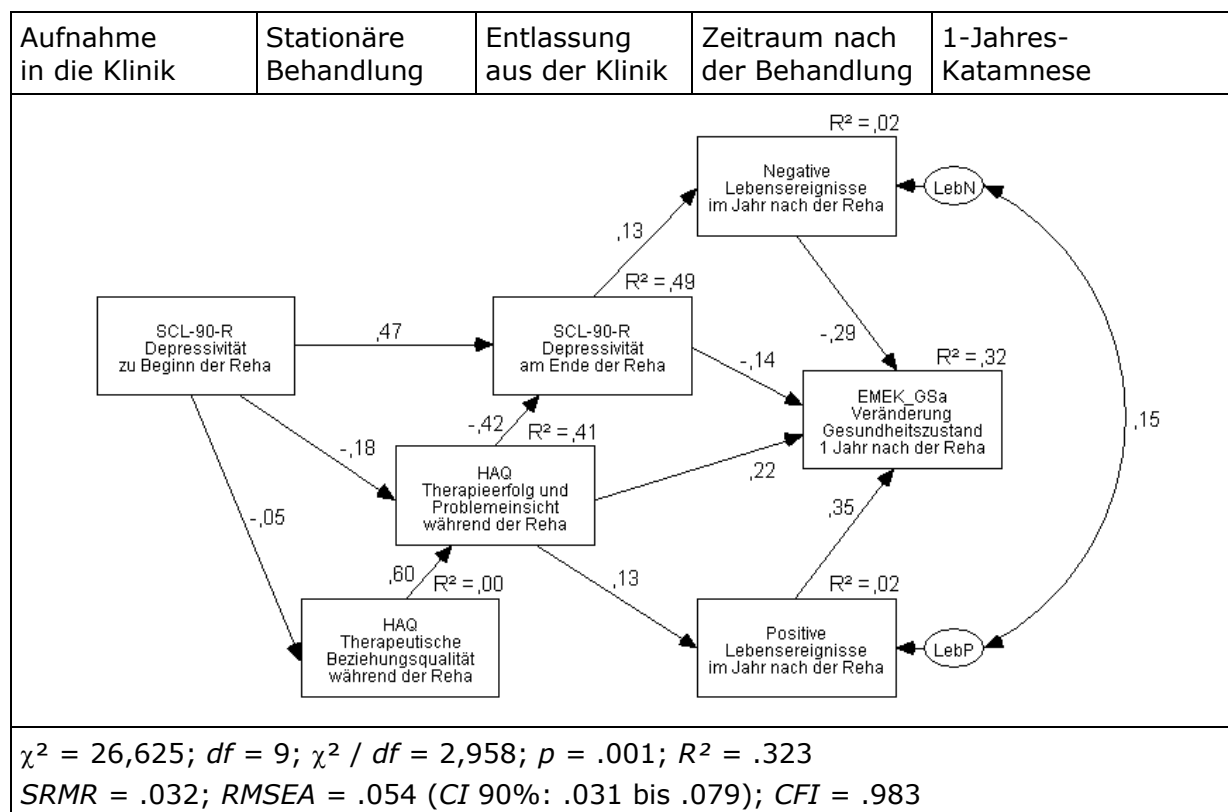 Aufnahme
in die Klinik
Stationäre
Behandlung
Entlassung
aus der Klinik
Zeitraum nach
der Behandlung
1-Jahres-
Katamnese
R² =,02
Negative
Lebensereignisse
im Jahr nach der Reha
LebN
,13
R² =,49
SCL-90-R
Depressivität
zu Beginn der Reha
,47
SCL-90-R
Depressivität
am Ende der Reha
-,29
-,14
R² =,32
EMEK_GSa
Veränderung
Gesundheitszustand
1 Jahr nach der Reha
,15
-,18
-,42
R² =,41
HAQ
Therapieerfolg und
Problemeinsicht
während der Reha
,22
,35
-,05
,60
R² =,00
HAQ
Therapeutische
Beziehungsqualität
während der Reha
,13
R² =,02
Positive
Lebensereignisse
im Jahr nach der Reha
LebP
χ² = 26,625; df = 9; χ² / df = 2,958; p = .001; R² = .323
SRMR = .032; RMSEA = .054 (CI 90%: .031 bis .079); CFI = .983